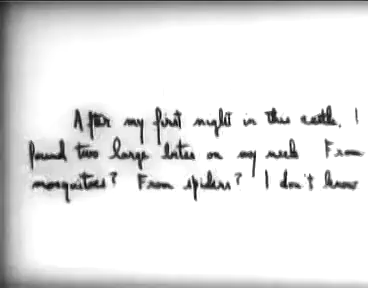 After my first night in this castle, I
found two large bites on my neck From
mosquitoes? From spiders? I don't know